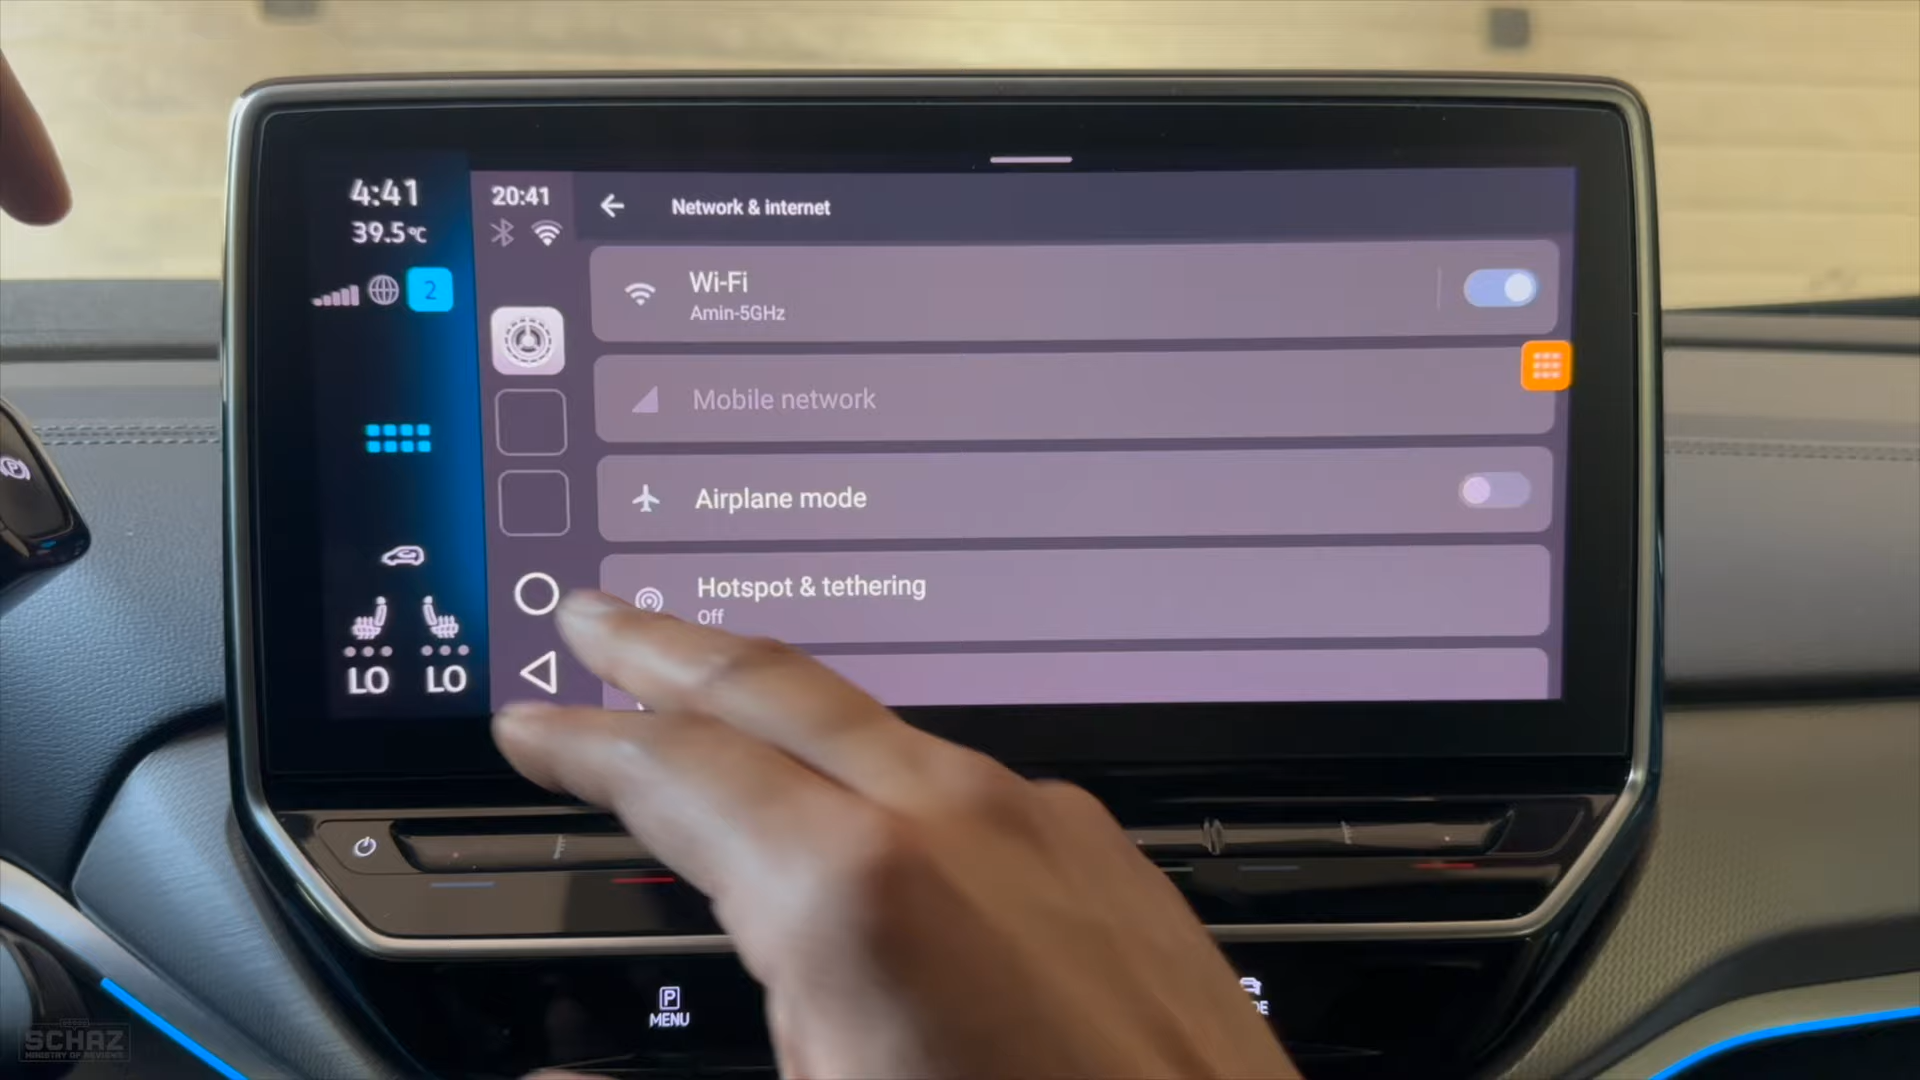 4:41
39.5°C
2
LO
LO
20:41
Network & internet
Wi-Fi
Amin-5GHz
Mobile network
Airplane mode
Hotspot & tethering
Off
P
MENU
SCHAZ
MINISTRY OF REVIEWS